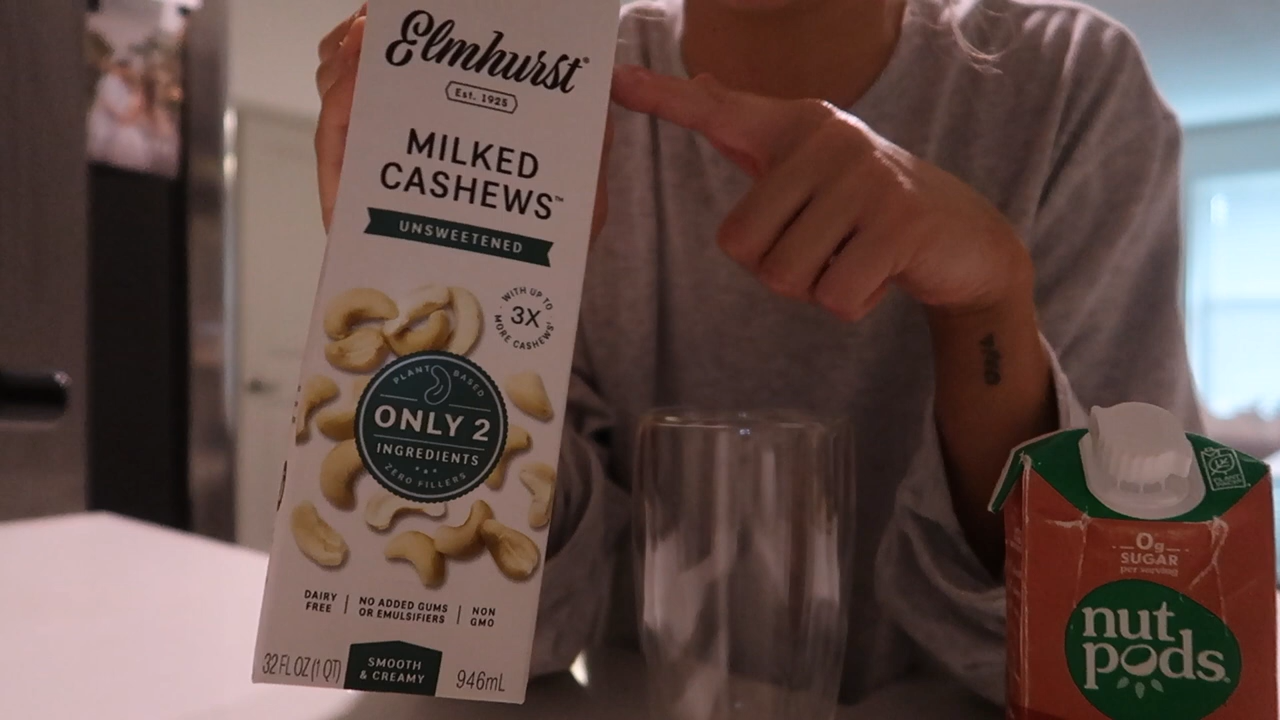 Elmhurst®
Est. 1925
MILKED
CASHEWS™
UNSWEETENED
WITH UP TO
3X
MORE CASHEWS!
PLANT BASED
ONLY 2
INGREDIENTS
ZERO FILLERS
DAIRY
FREE
NO ADDED GUMS
OR EMULSIFIERS
NON
GMO
32 FL OZ (1 QT)
SMOOTH
& CREAMY
946mL
0g
SUGAR
per serving
nut
pods.